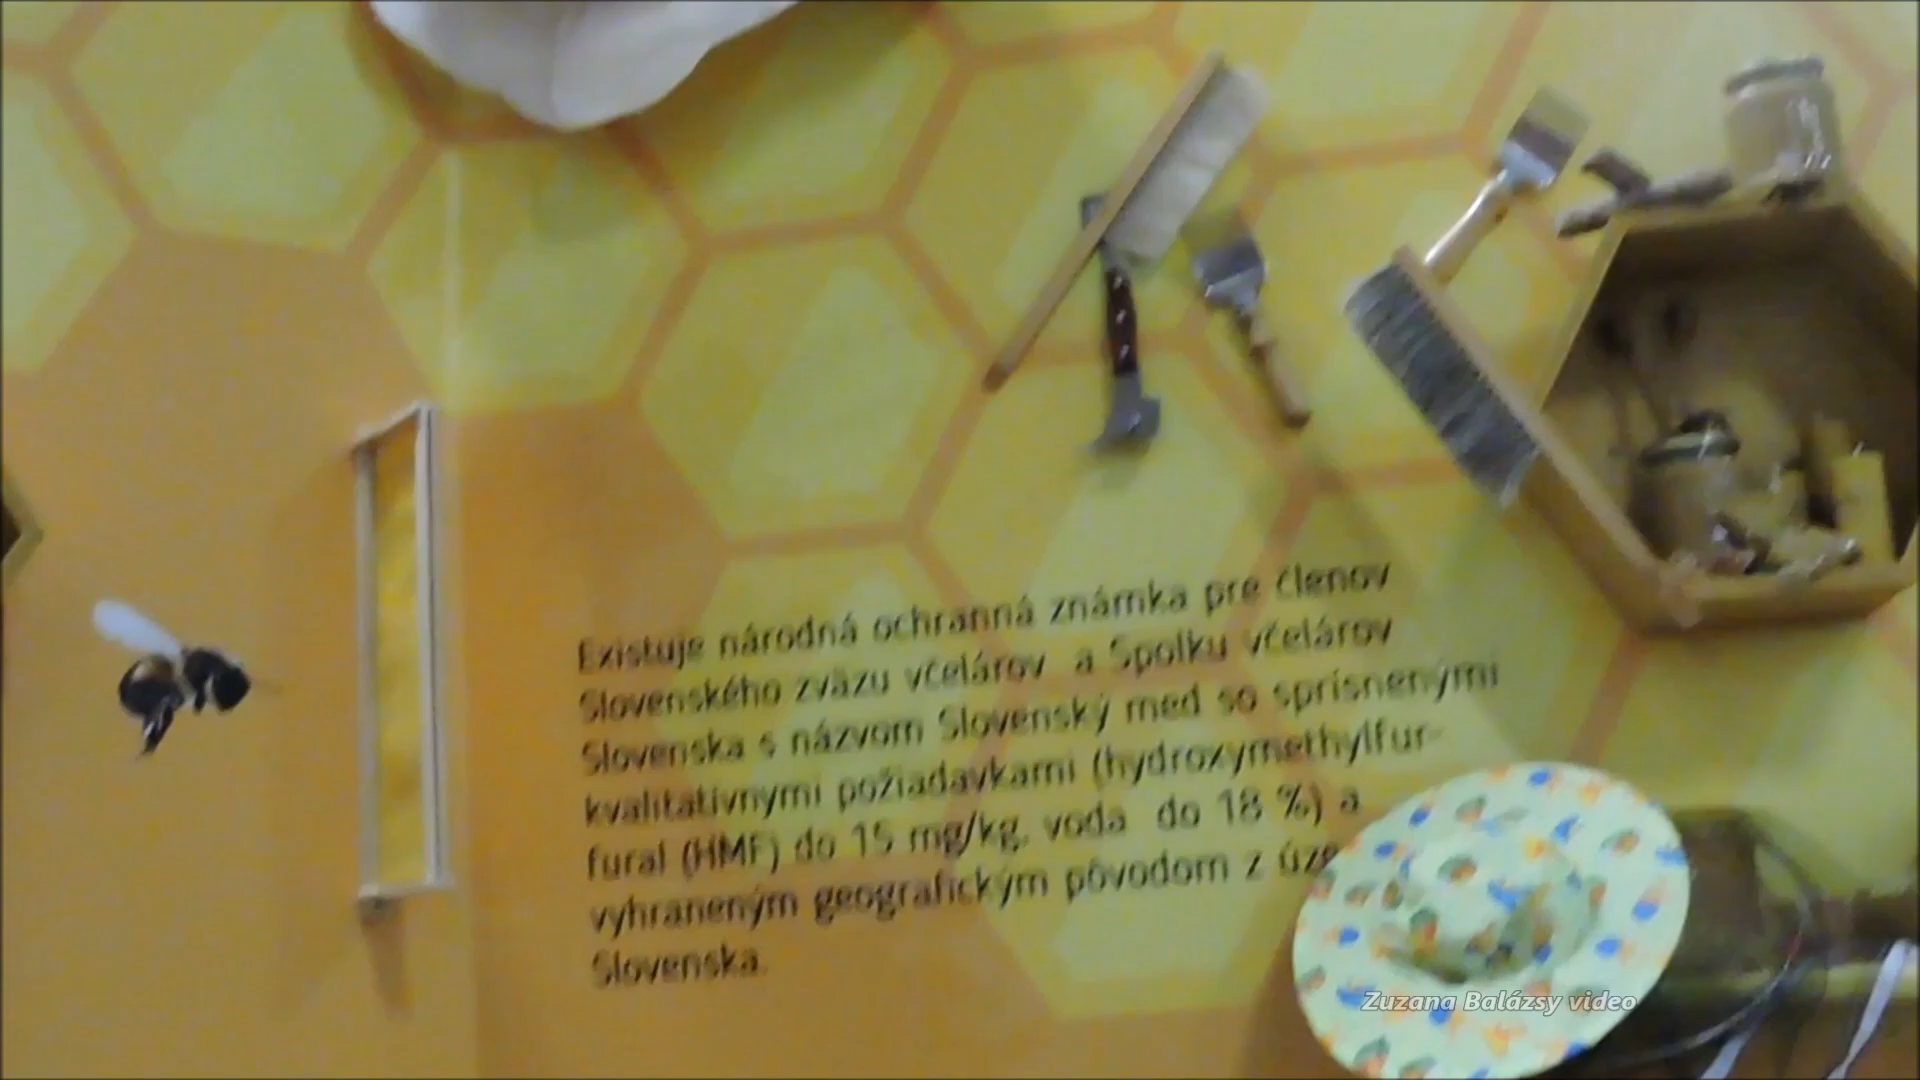 Existuje národná ochranná známka pre členov
Slovenského zväzu včelárov a Spolku včelárov
Slovenska s názvom Slovenský med so sprísnenými
kvalitatívnymi požiadavkami (hydroxymethylfur-
fural (HMF) do 15 mg/kg, voda do 18 %) a
vyhraneným geografickým pôvodom z
Slovenska.
Zuzana Balázsy video